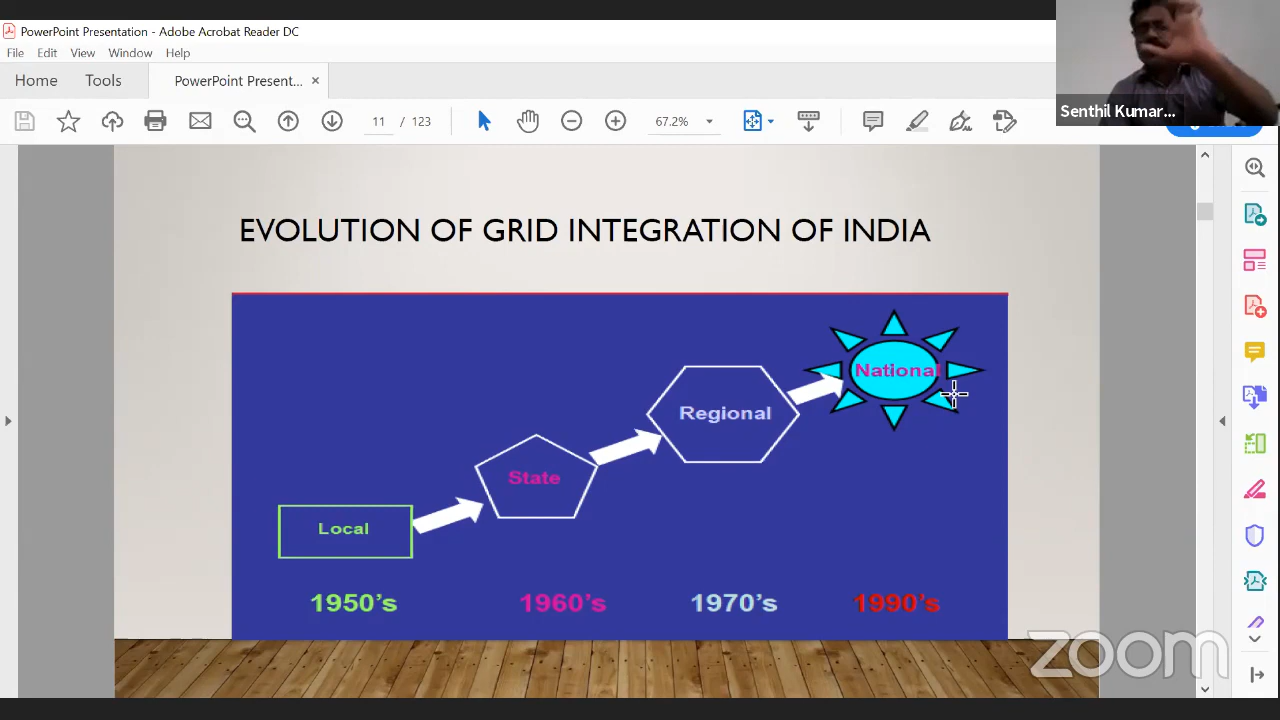 PowerPoint Presentation - Adobe Acrobat Reader DC
File Edit View Window Help
Home Tools PowerPoint Present... ×
11 / 123 67.2%
Senthil Kumar...
EVOLUTION OF GRID INTEGRATION OF INDIA
National
Regional
State
Local
1950's 1960's 1970's 1990's
zoom